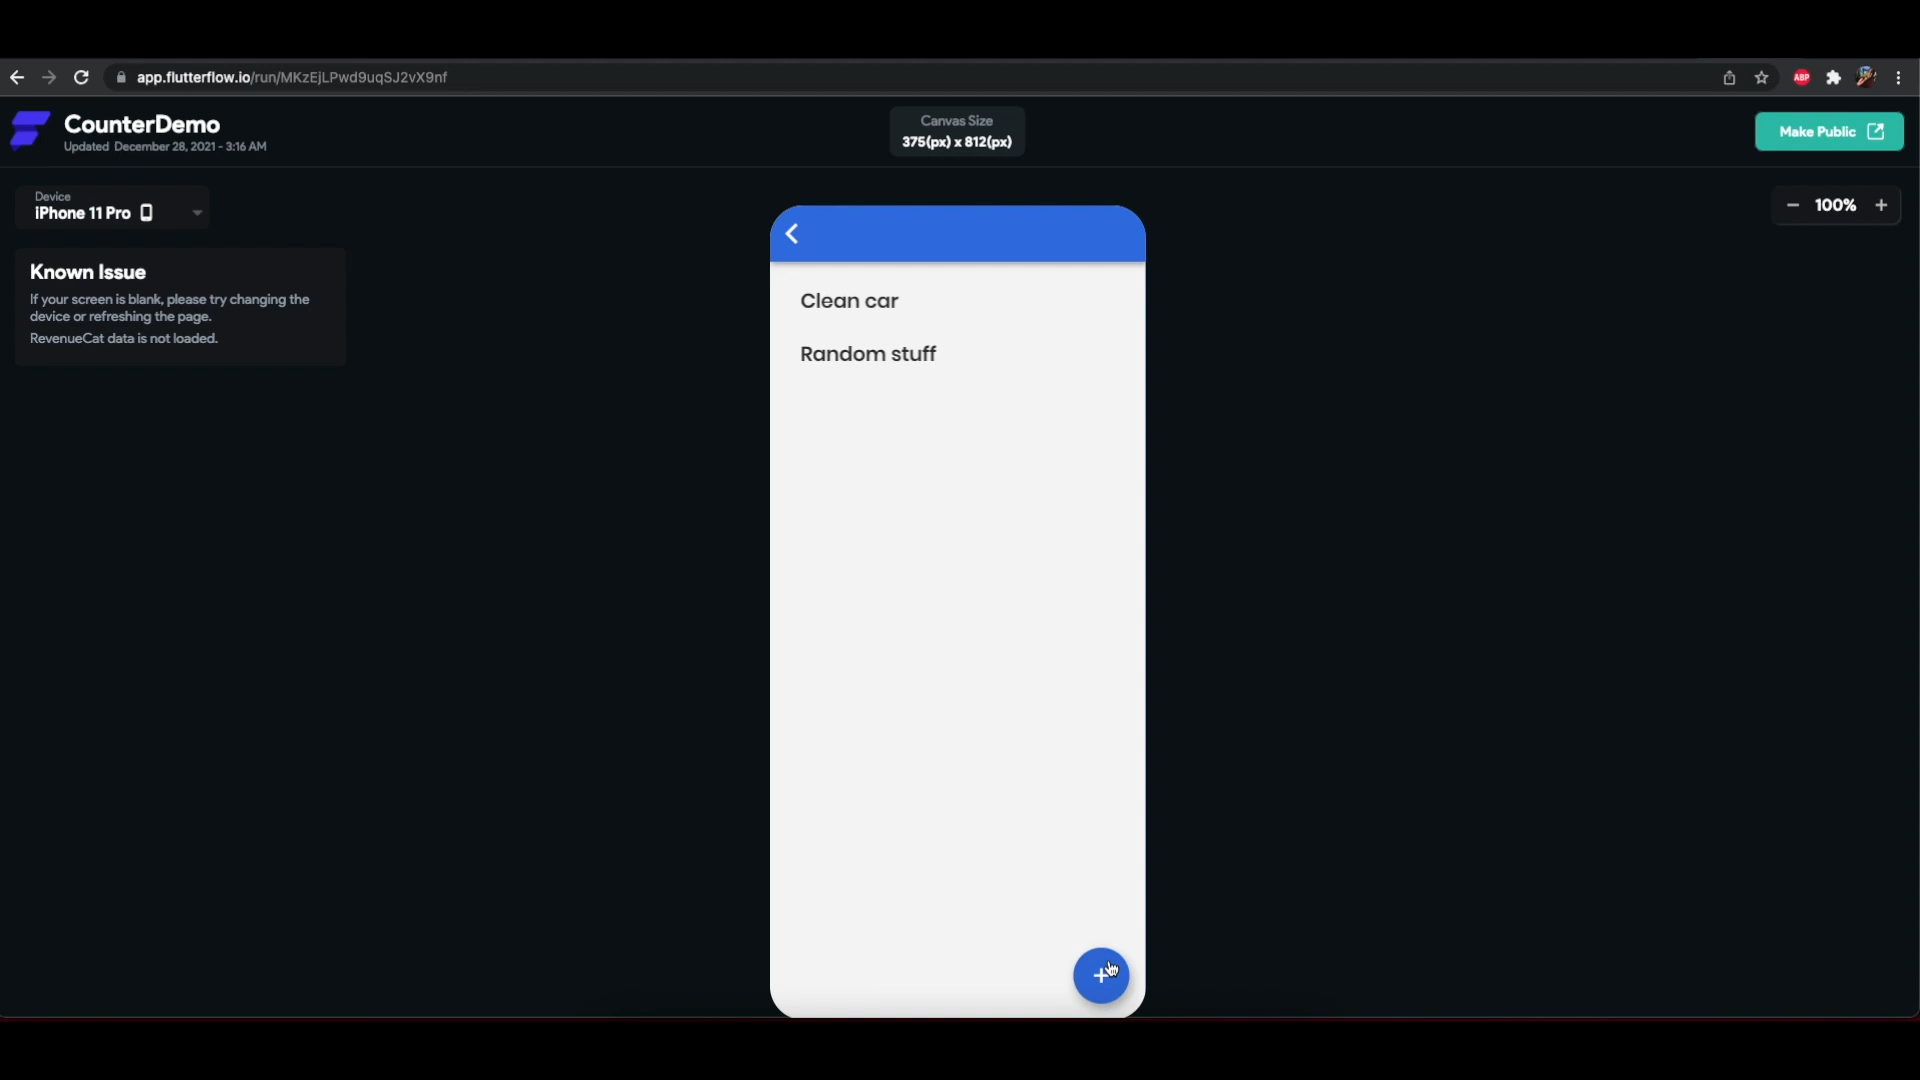 app.flutterflow.io/run/MKzEjLPwd9uqSJ2vX9nf
ABP
CounterDemo
Updated December 28, 2021 - 3:16 AM
Canvas Size
375(px) x 812(px)
Make Public
Device
iPhone 11 Pro
100%
Known Issue
If your screen is blank, please try changing the
device or refreshing the page.
RevenueCat data is not loaded.
Clean car
Random stuff